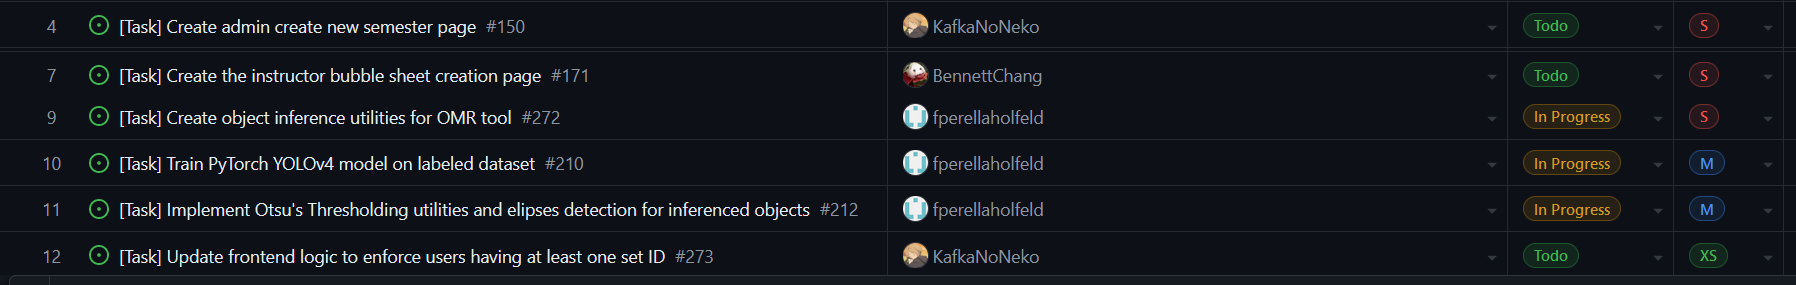 4 [Task] Create admin create new semester page #150 KafkaNoNeko Todo S
7 [Task] Create the instructor bubble sheet creation page #171 BennettChang Todo S
9 [Task] Create object inference utilities for OMR tool #272 fperellaholfeld In Progress S
10 [Task] Train PyTorch YOLOv4 model on labeled dataset #210 fperellaholfeld In Progress M
11 [Task] Implement Otsu's Thresholding utilities and elipses detection for inferenced objects #212 fperellaholfeld In Progress M
12 [Task] Update frontend logic to enforce users having at least one set ID #273 KafkaNoNeko Todo XS